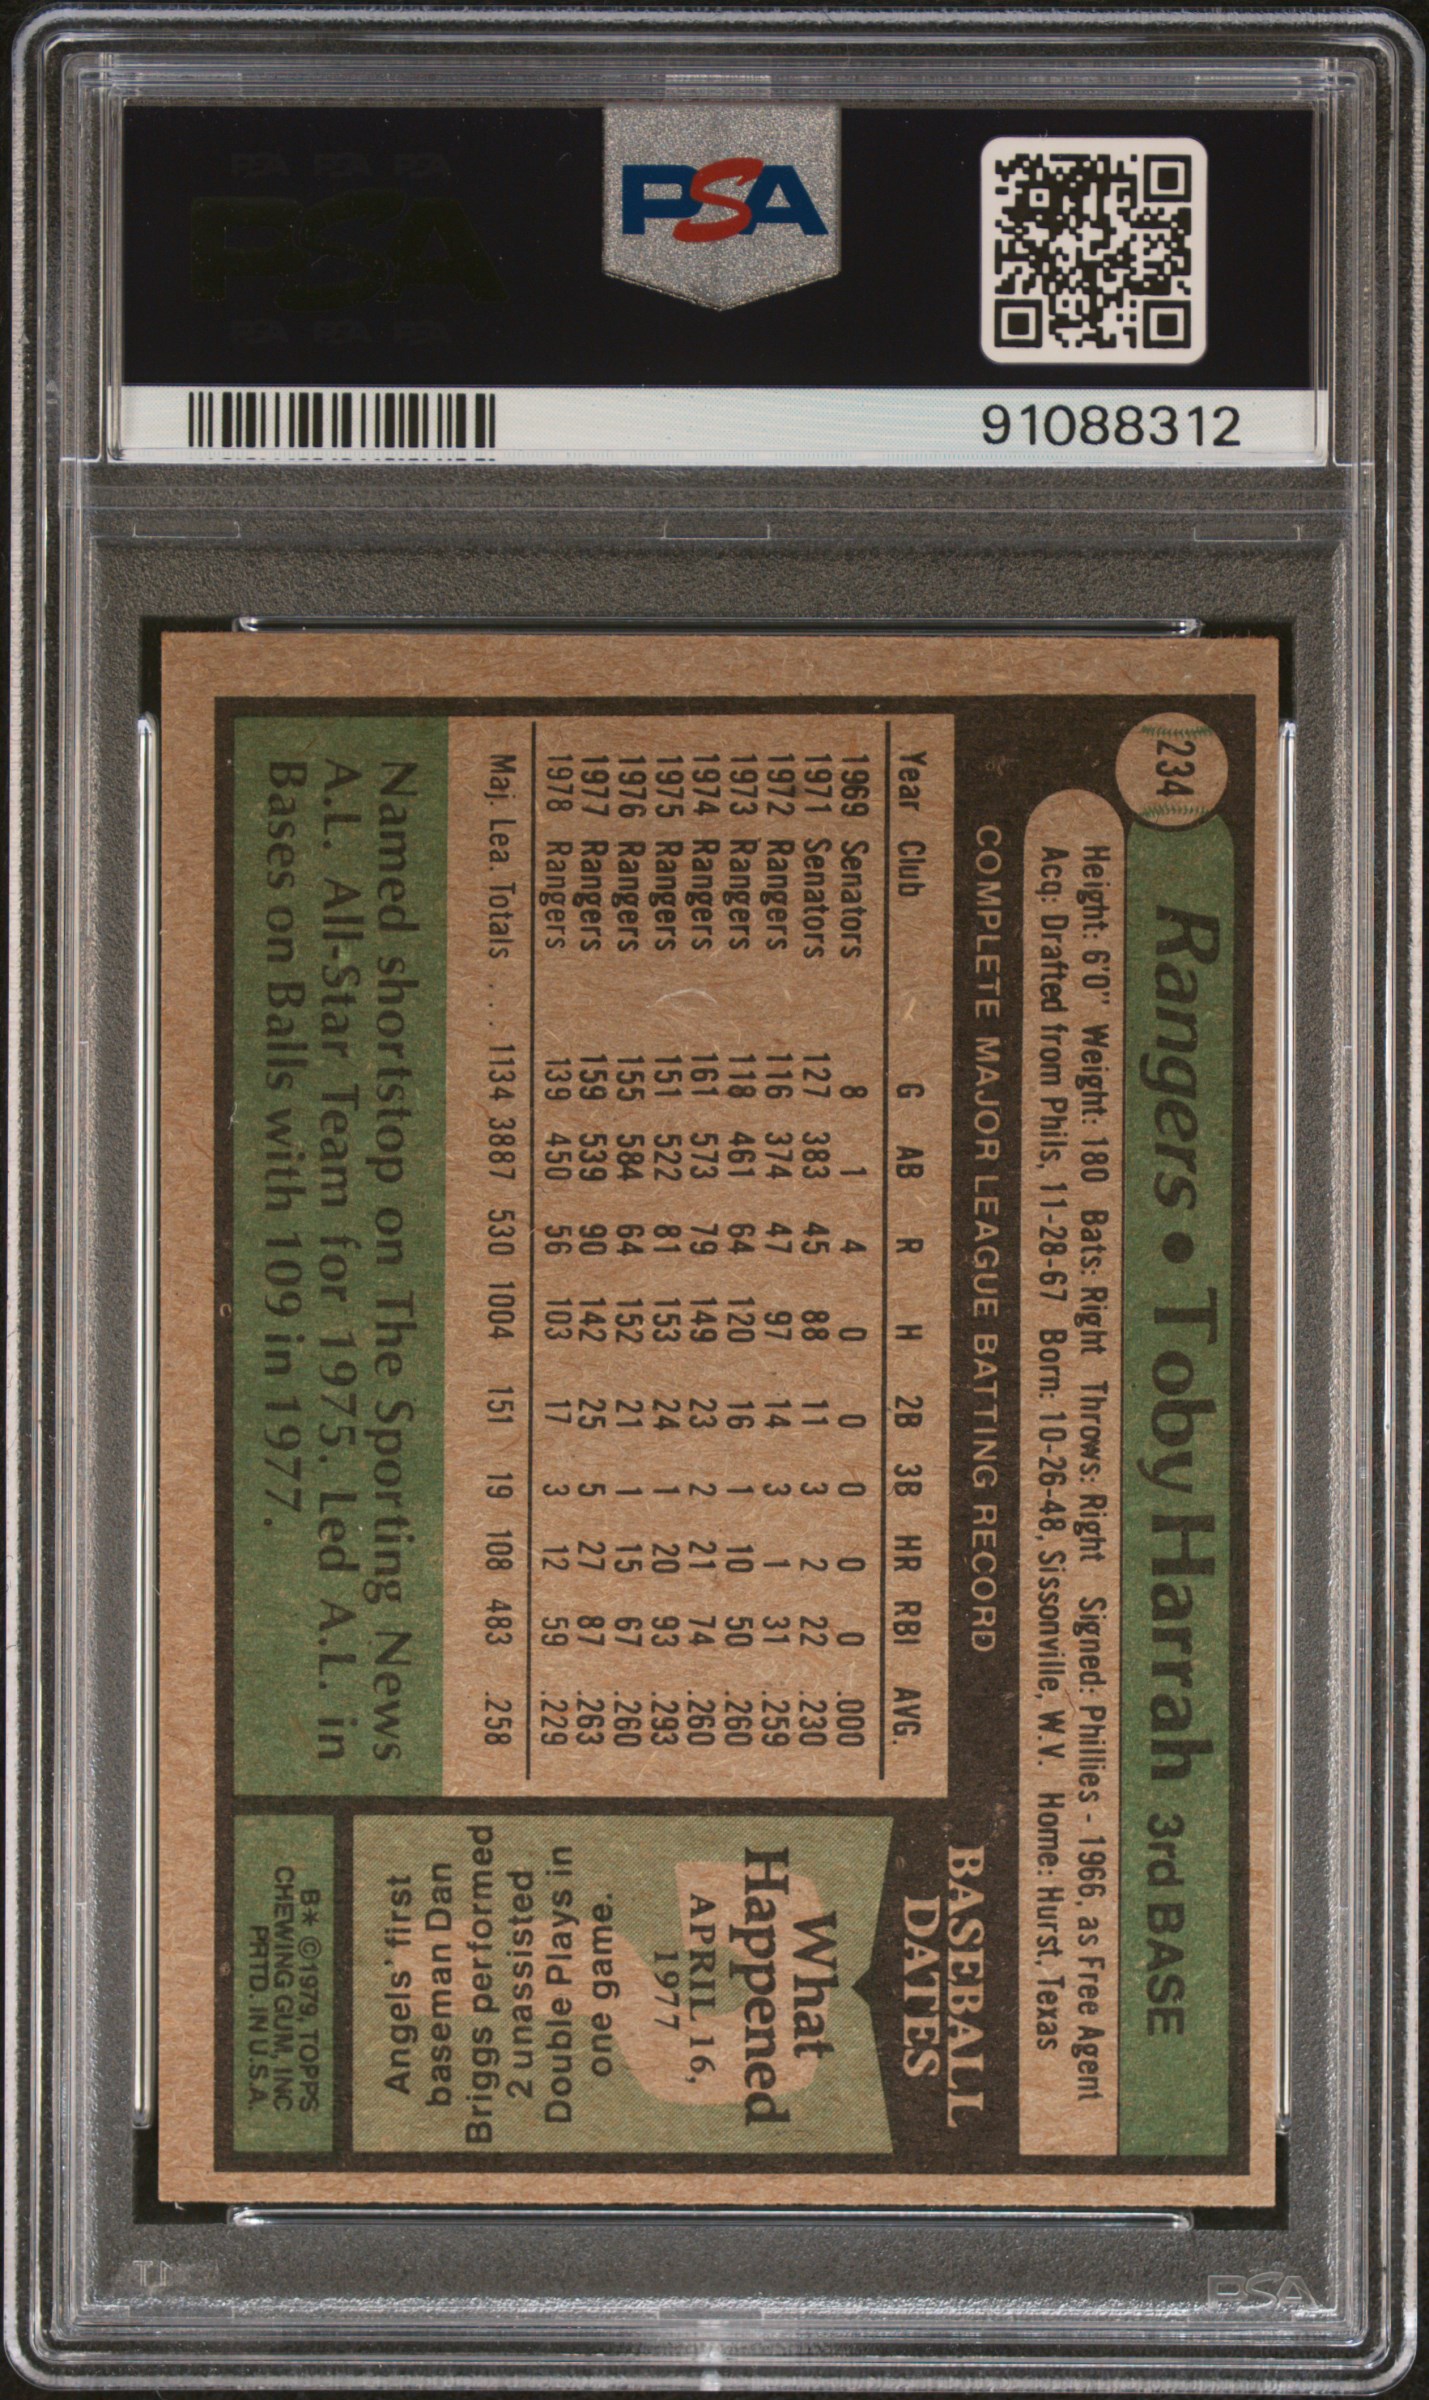 PSA
91088312
234
Rangers • Toby Harrah 3rd BASE
Height: 6'0" Weight: 180 Bats: Right Throws: Right Signed: Phillies - 1966, as Free Agent
Acq: Drafted from Phils, 11-28-67 Born: 10-26-48, Sissonville, W.V. Home: Hurst, Texas
COMPLETE MAJOR LEAGUE BATTING RECORD
Year Club G AB R H 2B 3B HR RBI AVG.
1969 Senators 8 1 4 0 0 0 0 0 .000
1971 Senators 127 383 45 88 11 3 2 22 .230
1972 Rangers 116 374 47 97 14 3 1 31 .259
1973 Rangers 118 461 64 120 16 1 10 50 .260
1974 Rangers 161 573 79 149 23 2 21 74 .260
1975 Rangers 151 522 81 153 24 1 20 93 .293
1976 Rangers 155 584 64 152 21 1 15 67 .260
1977 Rangers 159 539 90 142 25 5 27 87 .263
1978 Rangers 139 450 56 103 17 3 12 59 .229
Maj. Lea. Totals . . . 1134 3887 530 1004 151 19 108 483 .258
Named shortstop on The Sporting News
A.L. All-Star Team for 1975. Led A.L. in
Bases on Balls with 109 in 1977.
BASEBALL
DATES
What
Happened
APRIL 16,
1977
Angels' first
baseman Dan
Briggs performed
2 unassisted
Double Plays in
one game.
B* ©1979, TOPPS
CHEWING GUM, INC
PRTD. IN U.S.A.
PSA PSA PSA
PSA
PSA PSA PSA
PSA